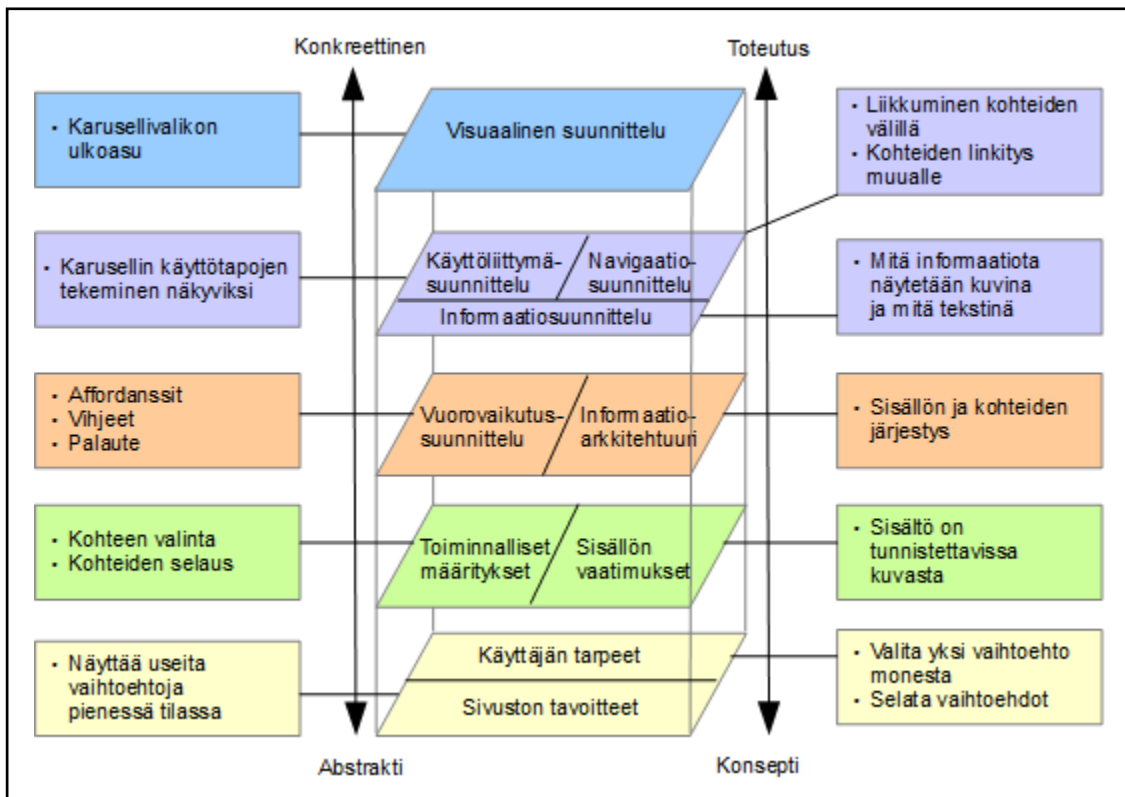 Konkreettinen
Toteutus
• Karusellivalikon
ulkoasu
Visuaalinen suunnittelu
• Liikkuminen kohteiden
välillä
• Kohteiden linkitys
muualle
• Karusellin käyttötapojen
tekeminen näkyviksi
Käyttöliittymä-
suunnittelu
Navigaatio-
suunnittelu
Informaatiosuunnittelu
• Mitä informaatiota
näytetään kuvina
ja mitä tekstinä
• Affordanssit
• Vihjeet
• Palaute
Vuorovaikutus-
suunnittelu
Informaatio-
arkkitehtuuri
• Sisällön ja kohteiden
järjestys
• Kohteen valinta
• Kohteiden selaus
Toiminnalliset
määritykset
Sisällön
vaatimukset
• Sisältö on
tunnistettavissa
kuvasta
• Näyttää useita
vaihtoehtoja
pienessä tilassa
Käyttäjän tarpeet
Sivuston tavoitteet
• Valita yksi vaihtoehto
monesta
• Selata vaihtoehdot
Abstrakti
Konsepti